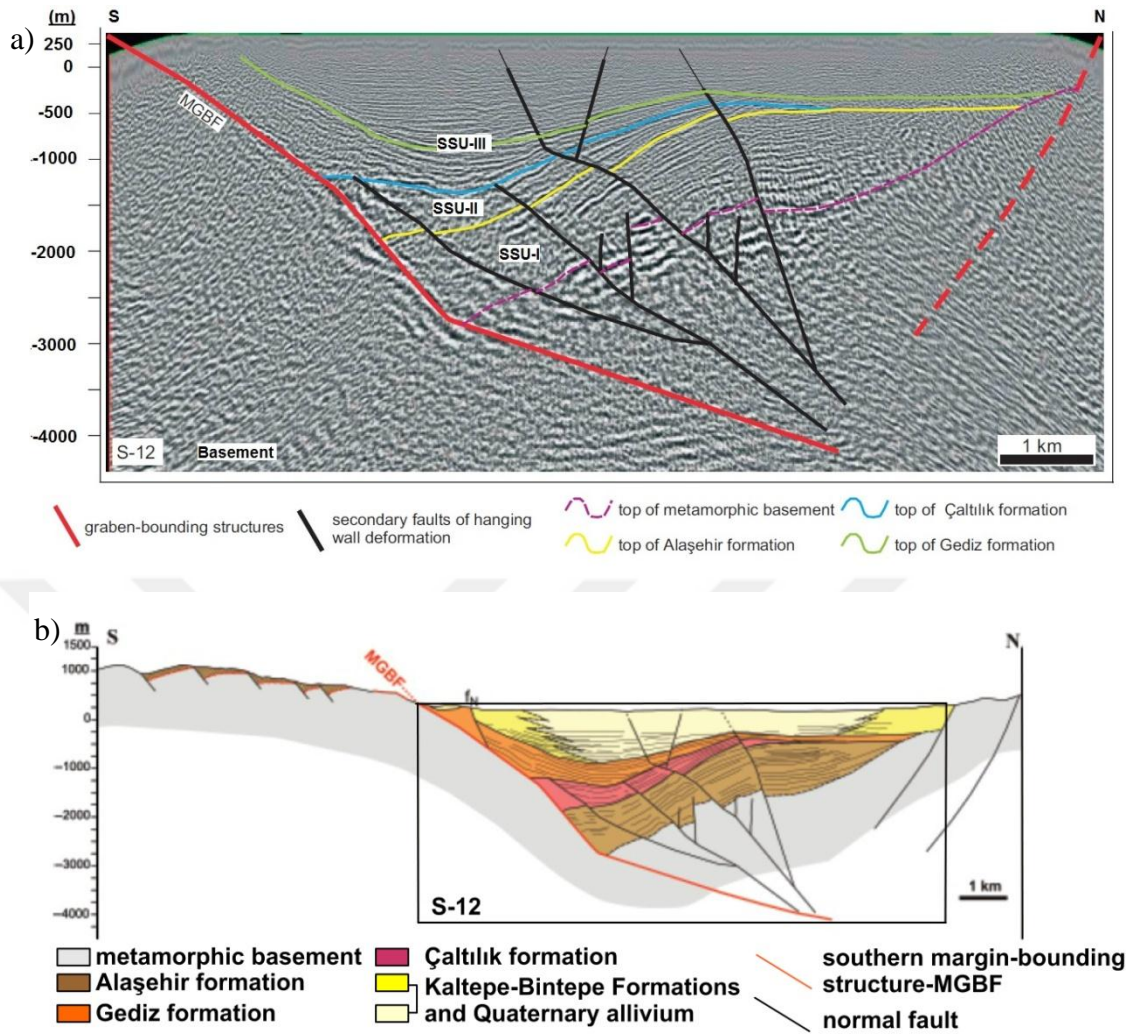 a)
(m)
S
N
250
0
-500
-1000
-2000
-3000
-4000
MGBF
SSU-III
SSU-II
SSU-I
S-12
Basement
1 km
graben-bounding structures
secondary faults of hanging
wall deformation
top of metamorphic basement
top of Çaltılık formation
top of Alaşehir formation
top of Gediz formation
b)
m
S
N
1500
1000
0
-1000
-2000
-3000
-4000
MGBF
fN
S-12
1 km
metamorphic basement
Alaşehir formation
Gediz formation
Çaltılık formation
Kaltepe-Bintepe Formations
and Quaternary allivium
southern margin-bounding
structure-MGBF
normal fault